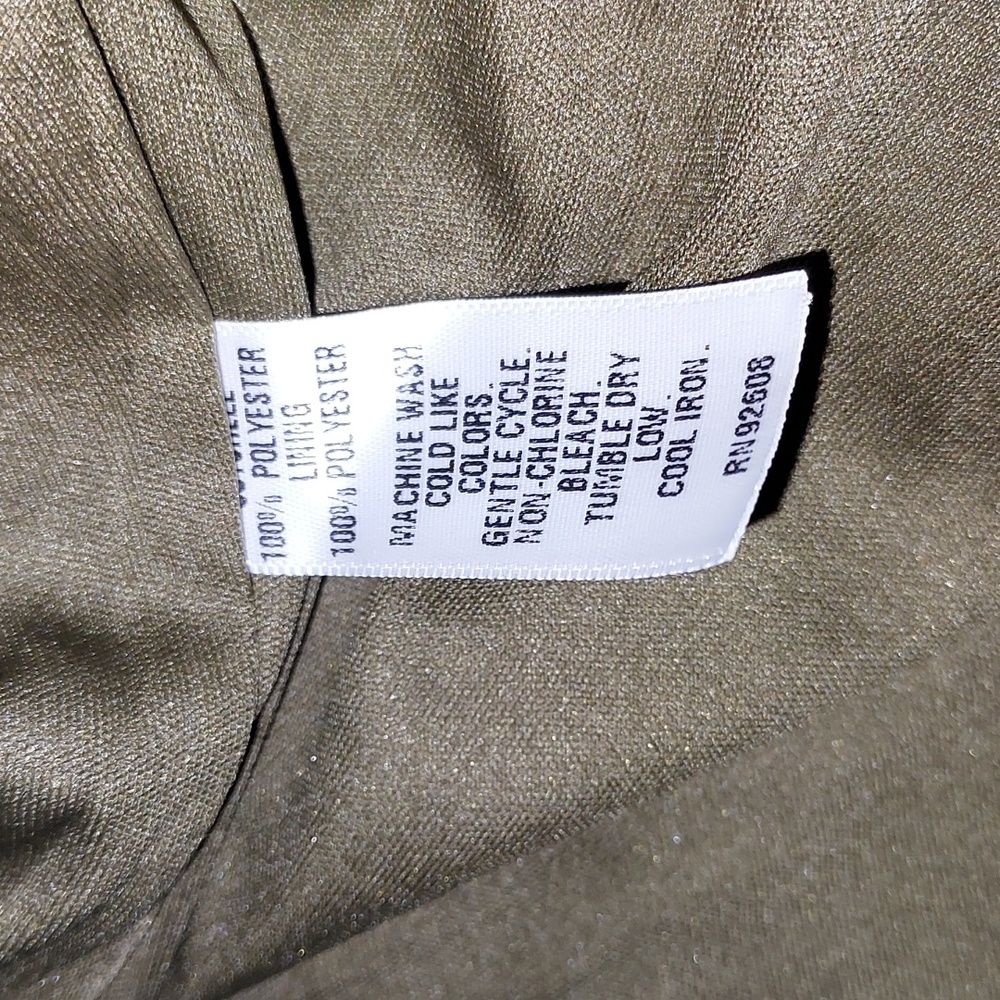 100% POLYESTER
LINING
100% POLYESTER
MACHINE WASH
COLD LIKE
COLORS.
GENTLE CYCLE.
NON-CHLORINE
BLEACH.
TUMBLE DRY
LOW.
COOL IRON.
RN92608